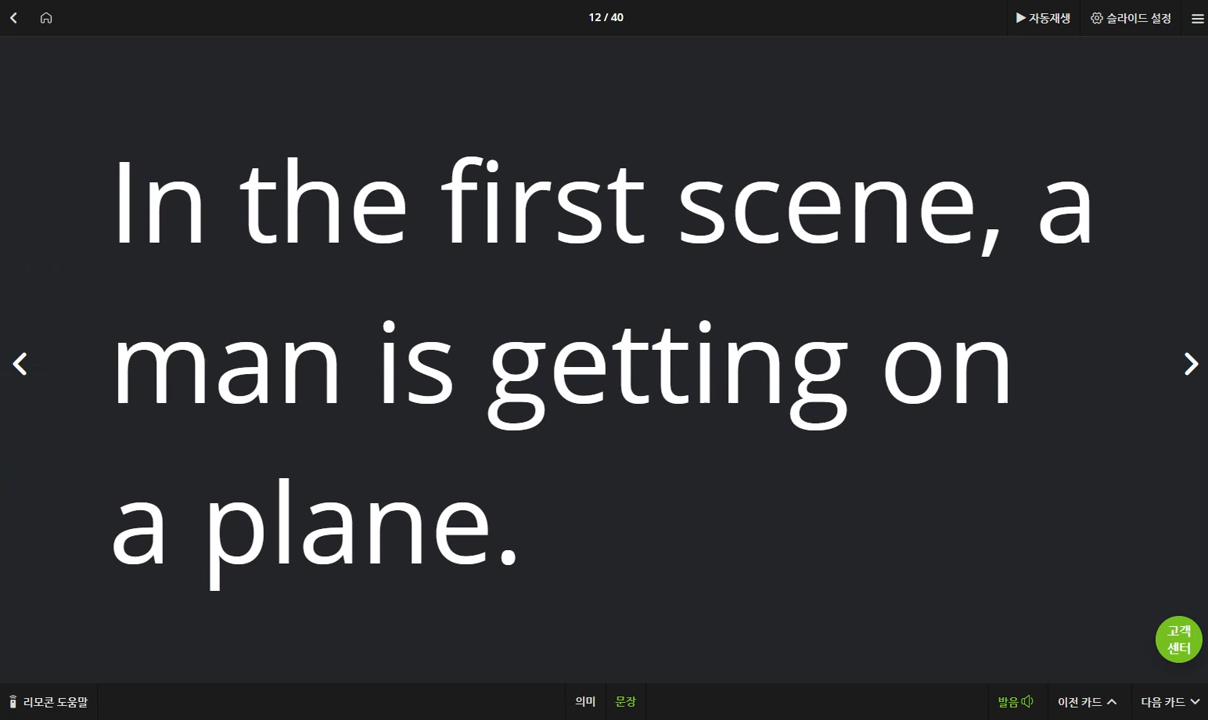 12 / 40
자동재생
슬라이드 설정
In the first scene, a
man is getting on
a plane.
고객
센터
리모콘 도움말
의미
문장
발음
이전 카드
다음 카드